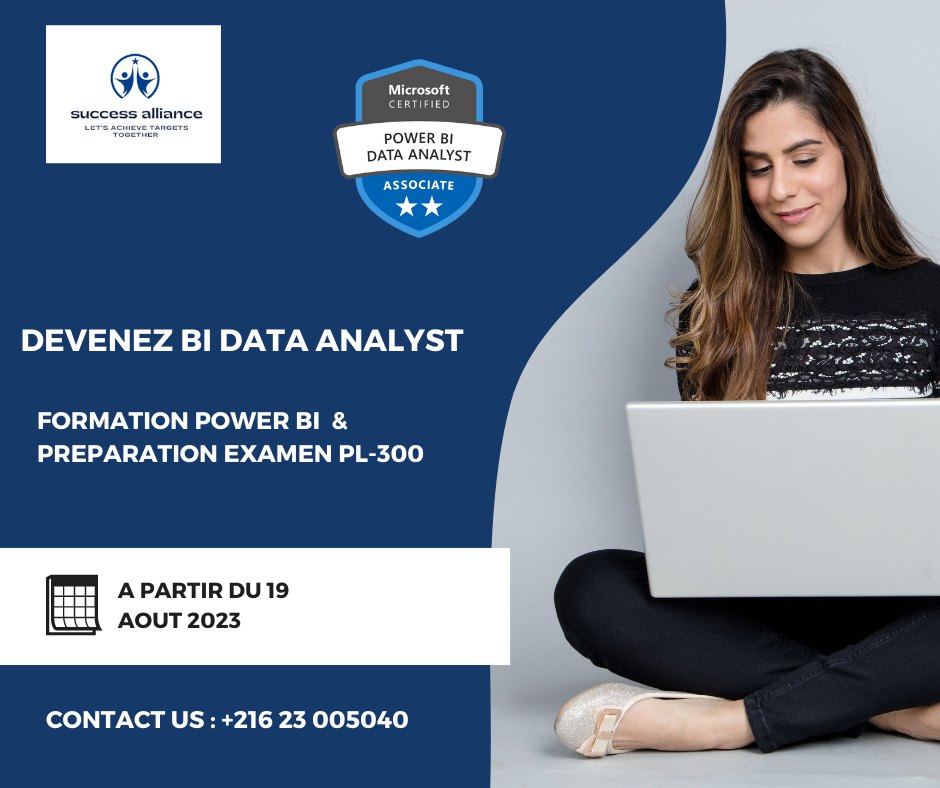 success alliance
LET'S ACHIEVE TARGETS
TOGETHER
Microsoft
CERTIFIED
POWER BI
DATA ANALYST
ASSOCIATE
DEVENEZ BI DATA ANALYST
FORMATION POWER BI &
PREPARATION EXAMEN PL-300
A PARTIR DU 19
AOUT 2023
CONTACT US : +216 23 005040